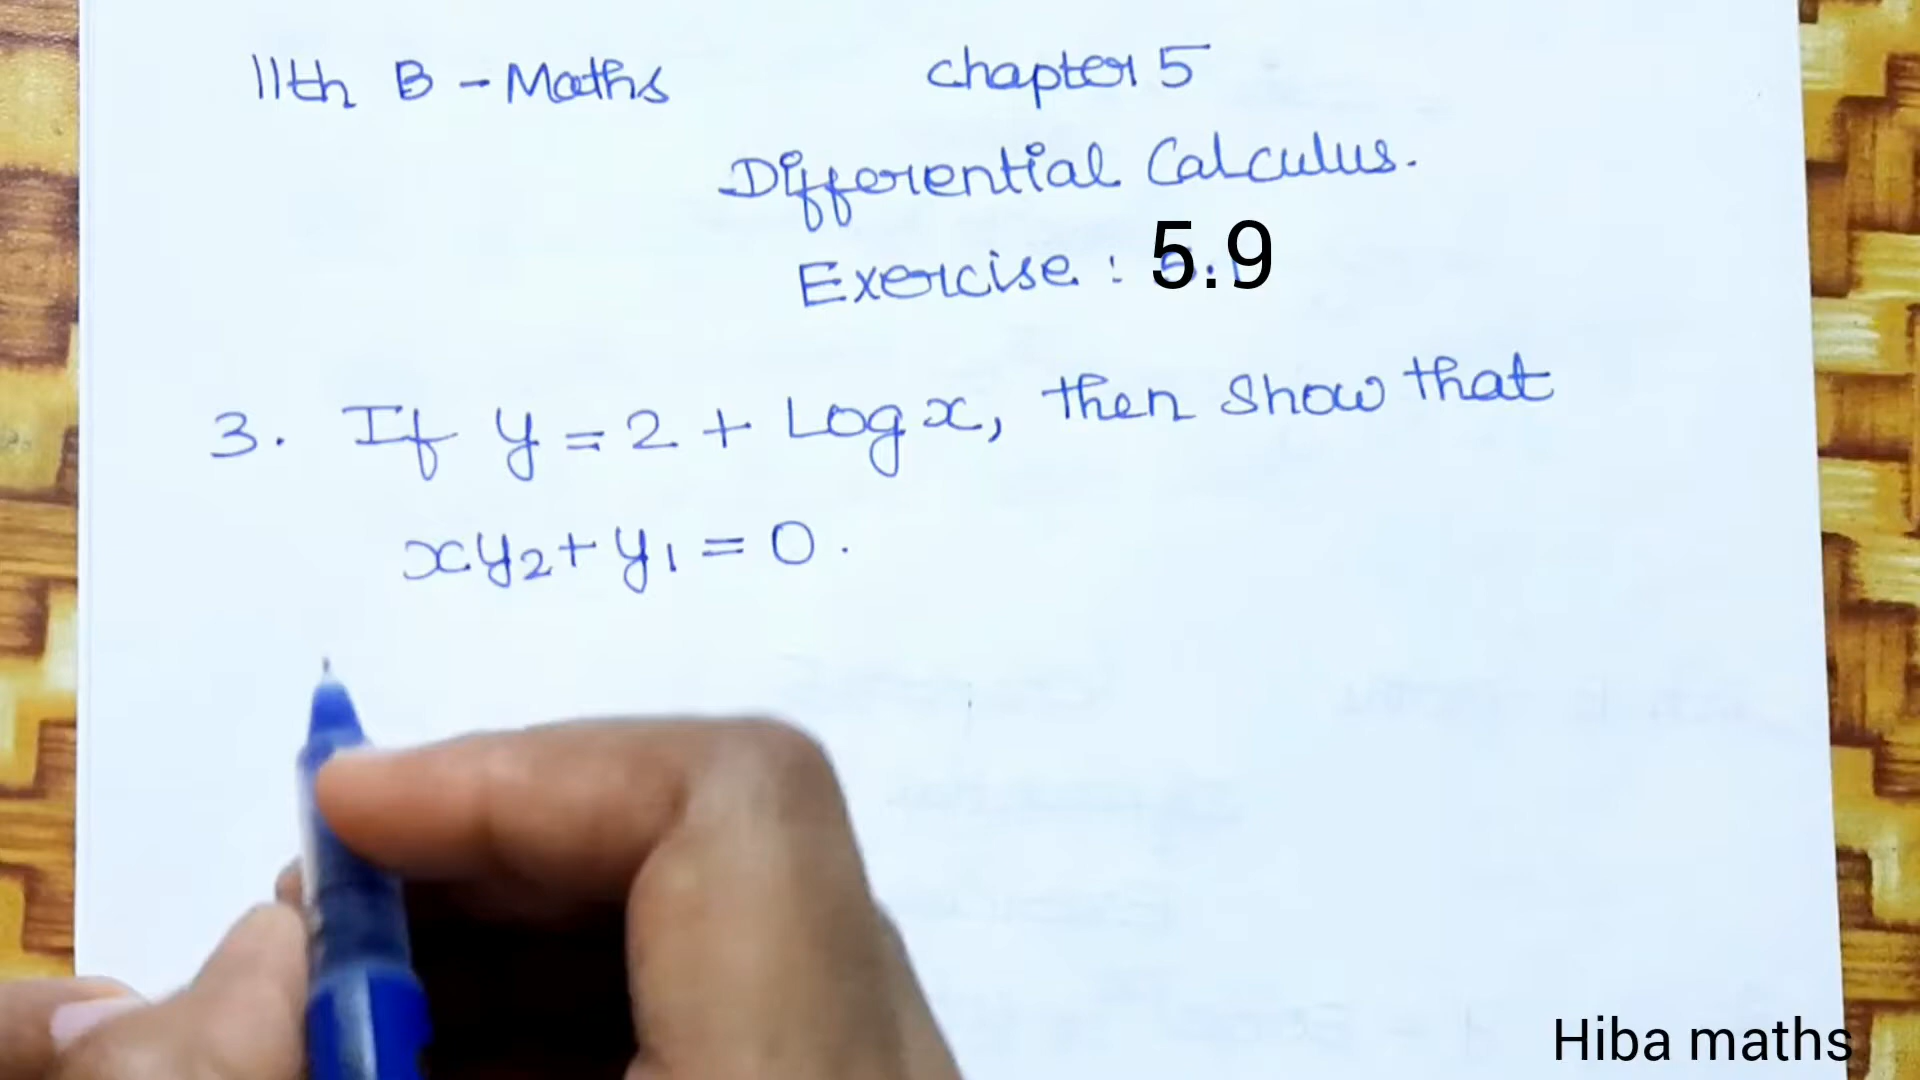 11th B - Maths chapter 5
Differential Calculus.
Exercise : 5.9
3. If y = 2 + Log x, then show that
xy₂ + y₁ = 0.
Hiba maths